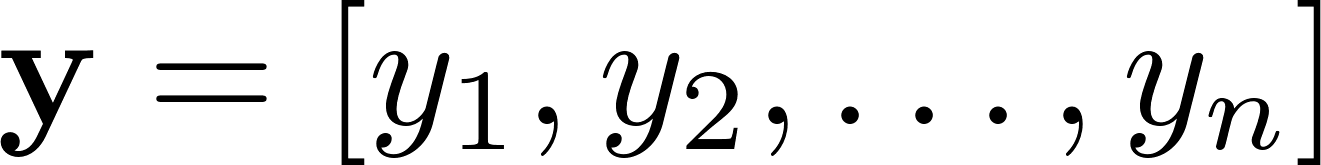 𝐲 = [y₁, y₂, . . . , yₙ]